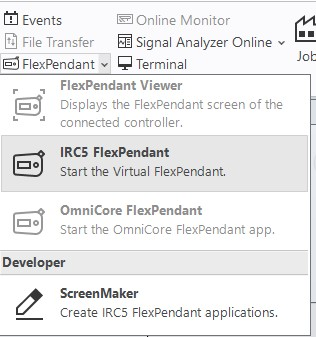 Events
Online Monitor
File Transfer
Signal Analyzer Online
Job
FlexPendant
Terminal
FlexPendant Viewer
Displays the FlexPendant screen of the
connected controller.
IRC5 FlexPendant
Start the Virtual FlexPendant.
OmniCore FlexPendant
Start the OmniCore FlexPendant app.
Developer
ScreenMaker
Create IRC5 FlexPendant applications.